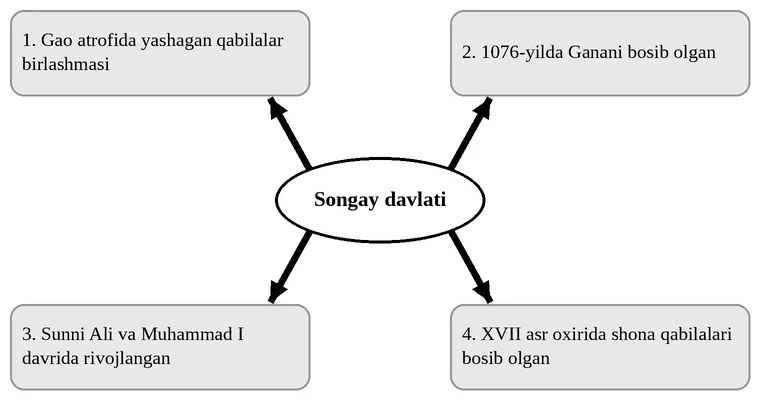 1. Gao atrofida yashagan qabilalar
birlashmasi
2. 1076-yilda Ganani bosib olgan
Songay davlati
3. Sunni Ali va Muhammad I
davrida rivojlangan
4. XVII asr oxirida shona qabilalari
bosib olgan